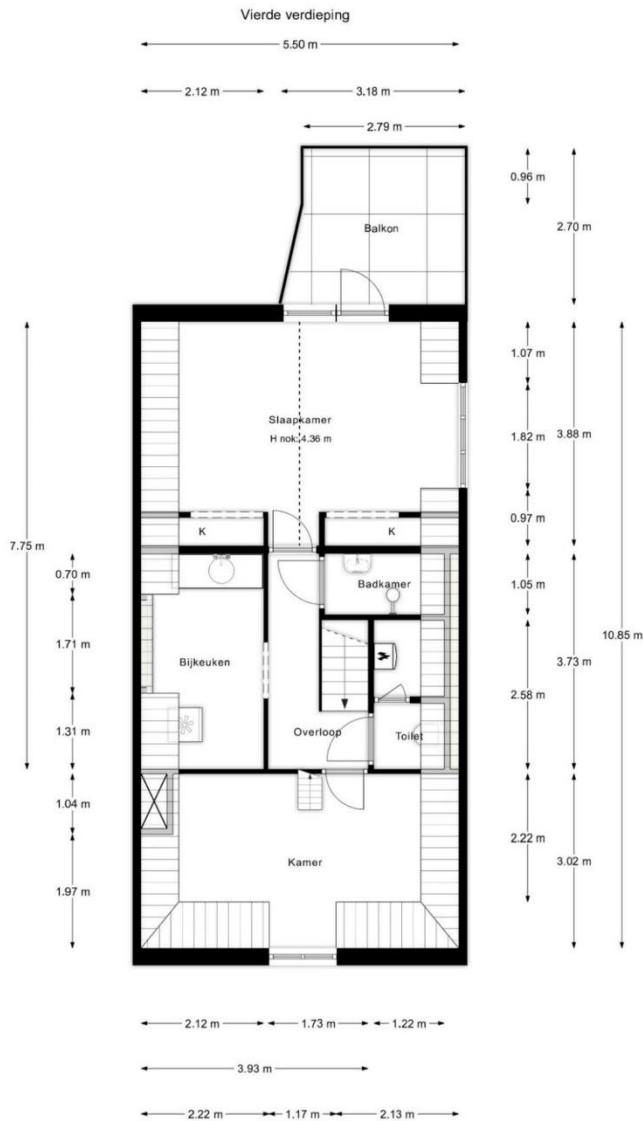 Vierde verdieping
5.50 m
2.12 m
3.18 m
2.79 m
0.96 m
2.70 m
Balkon
1.07 m
Slaapkamer
H nok: 4.36 m
1.82 m
3.88 m
K
K
0.97 m
7.75 m
0.70 m
Badkamer
1.05 m
10.85 m
1.71 m
Bijkeuken
3.73 m
2.58 m
1.31 m
Overloop
Toilet
1.04 m
2.22 m
Kamer
3.02 m
1.97 m
2.12 m
1.73 m
1.22 m
3.93 m
2.22 m
1.17 m
2.13 m